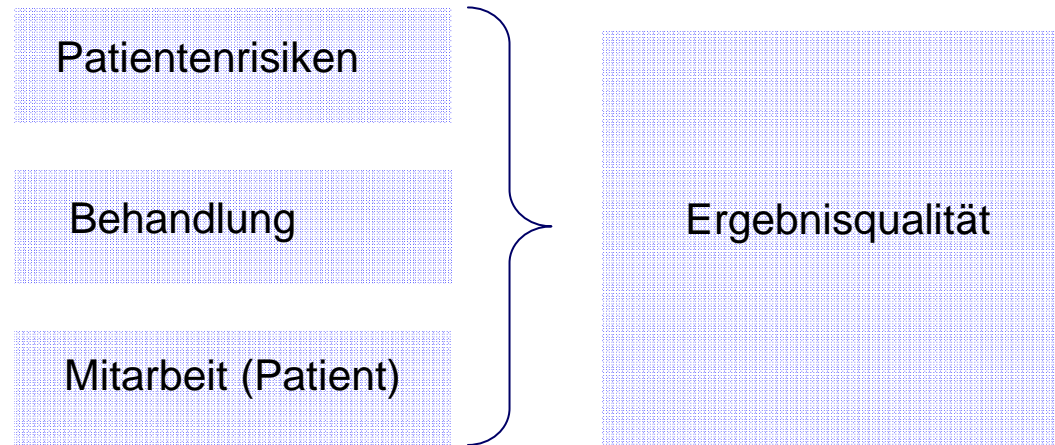 Patientenrisiken
Behandlung
Mitarbeit (Patient)
Ergebnisqualität